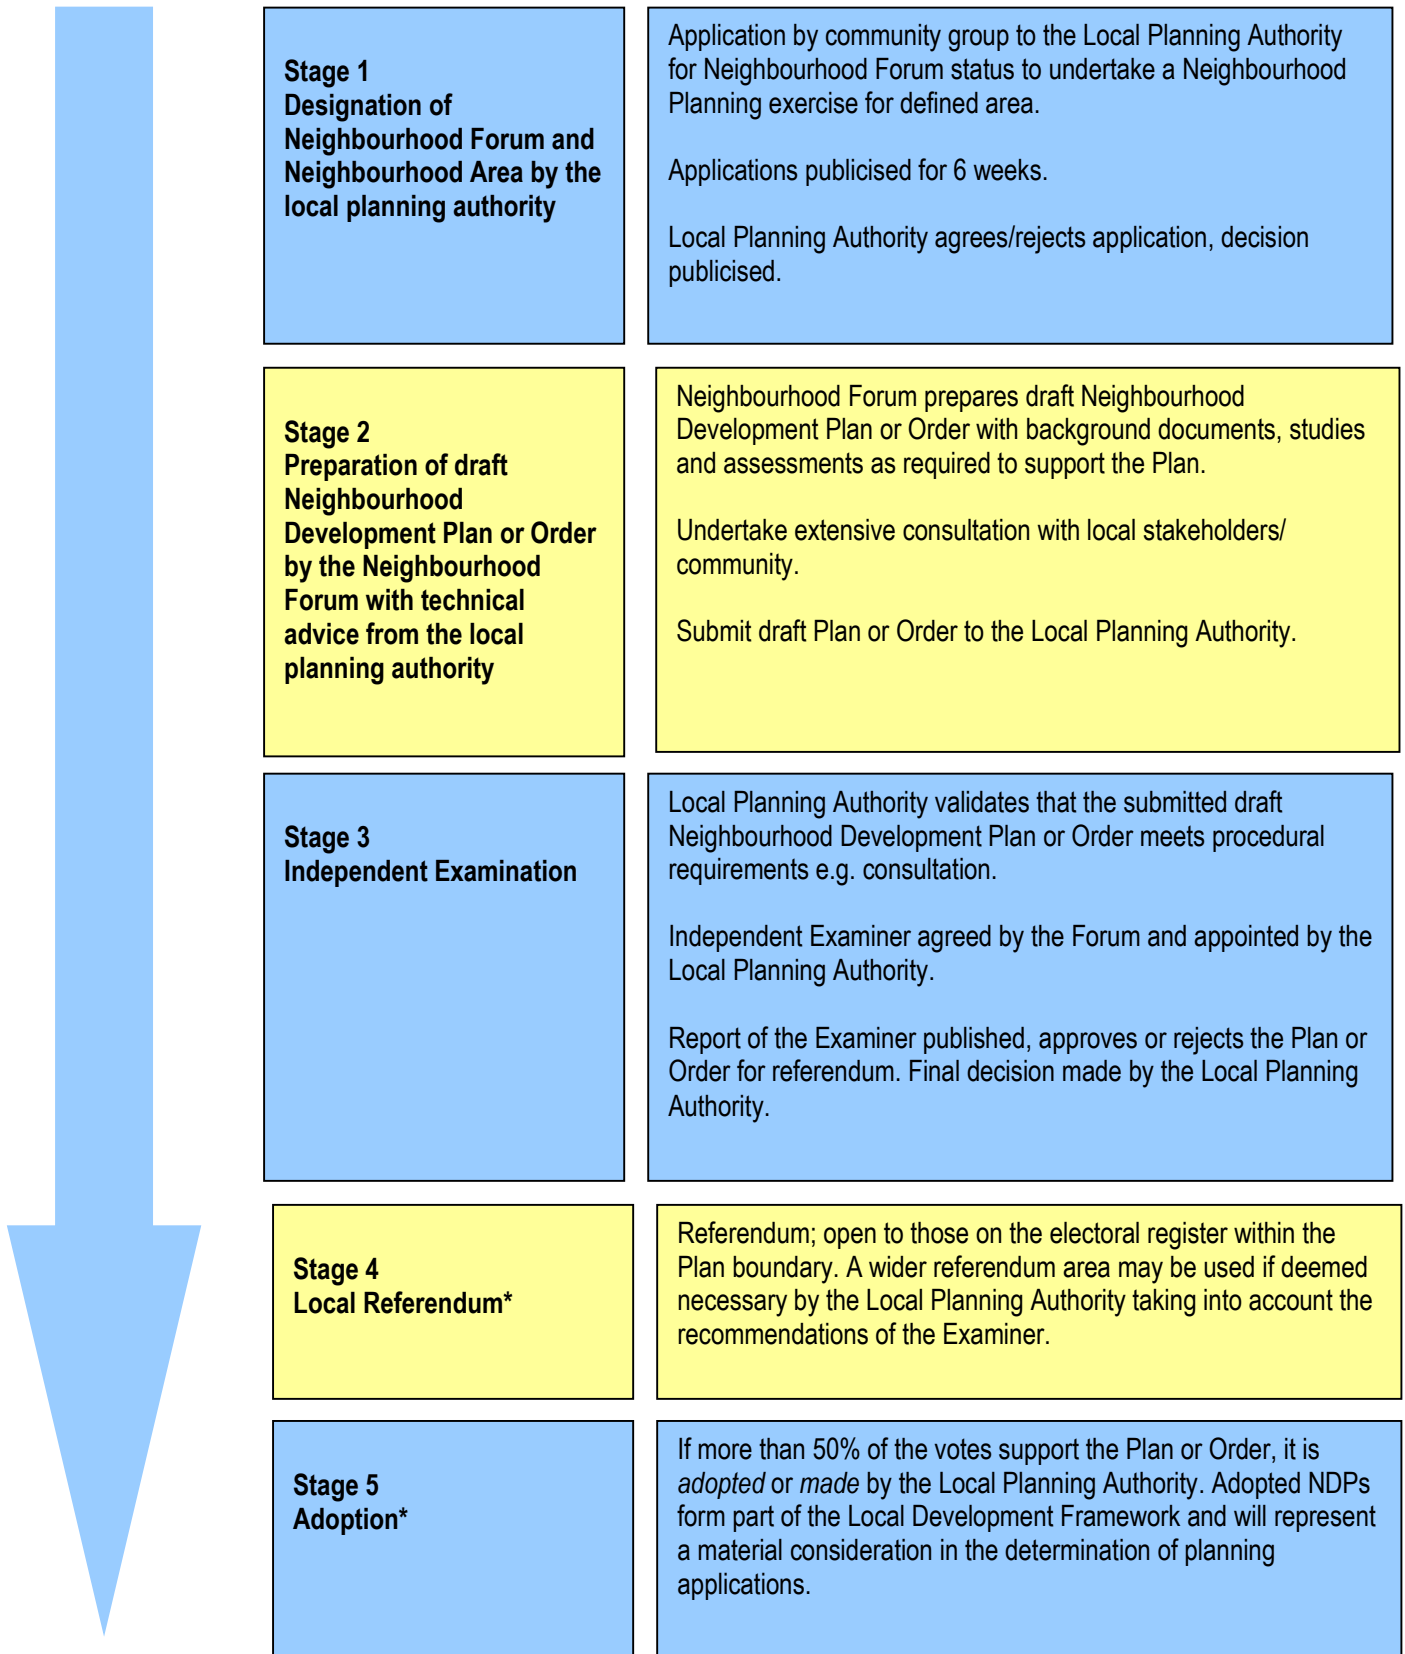 Stage 1
Designation of
Neighbourhood Forum and
Neighbourhood Area by the
local planning authority
Application by community group to the Local Planning Authority
for Neighbourhood Forum status to undertake a Neighbourhood
Planning exercise for defined area.
Applications publicised for 6 weeks.
Local Planning Authority agrees/rejects application, decision
publicised.
Stage 2
Preparation of draft
Neighbourhood
Development Plan or Order
by the Neighbourhood
Forum with technical
advice from the local
planning authority
Neighbourhood Forum prepares draft Neighbourhood
Development Plan or Order with background documents, studies
and assessments as required to support the Plan.
Undertake extensive consultation with local stakeholders/
community.
Submit draft Plan or Order to the Local Planning Authority.
Stage 3
Independent Examination
Local Planning Authority validates that the submitted draft
Neighbourhood Development Plan or Order meets procedural
requirements e.g. consultation.
Independent Examiner agreed by the Forum and appointed by the
Local Planning Authority.
Report of the Examiner published, approves or rejects the Plan or
Order for referendum. Final decision made by the Local Planning
Authority.
Stage 4
Local Referendum*
Referendum; open to those on the electoral register within the
Plan boundary. A wider referendum area may be used if deemed
necessary by the Local Planning Authority taking into account the
recommendations of the Examiner.
Stage 5
Adoption*
If more than 50% of the votes support the Plan or Order, it is
adopted or made by the Local Planning Authority. Adopted NDPs
form part of the Local Development Framework and will represent
a material consideration in the determination of planning
applications.